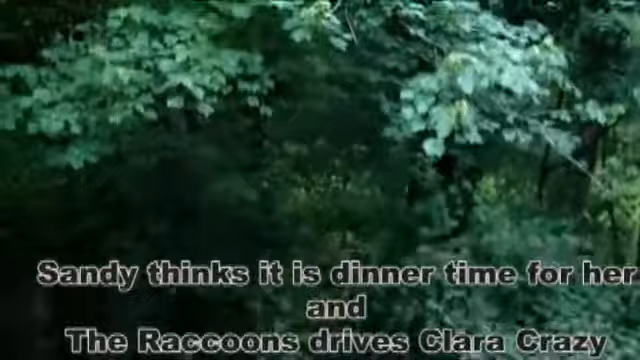 Sandy thinks it is dinner time for her
and
The Raccoons drives Clara Crazy